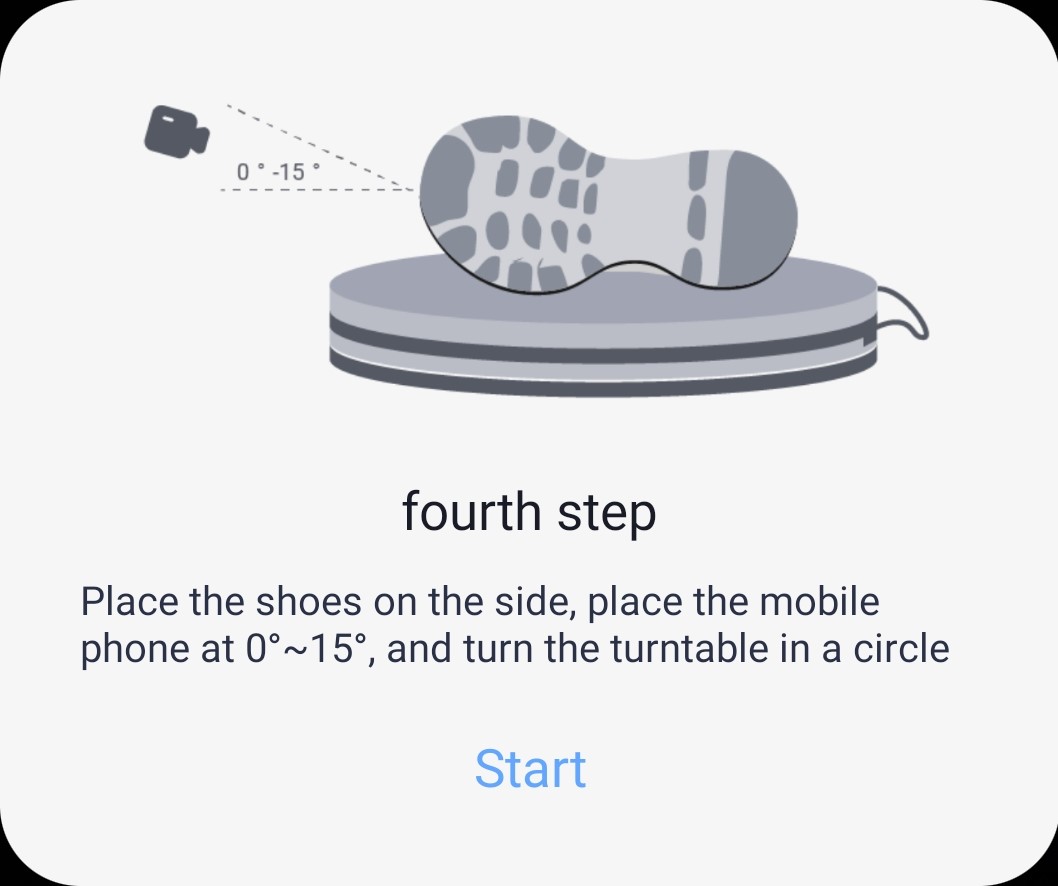 0 ° -15 °
fourth step
Place the shoes on the side, place the mobile
phone at 0°~15°, and turn the turntable in a circle
Start